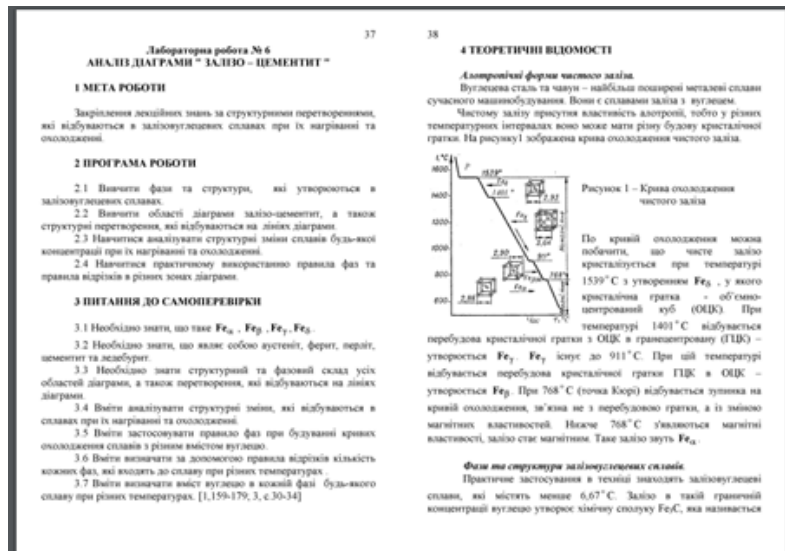 37
Лабораторна робота № 6
АНАЛІЗ ДІАГРАМИ " ЗАЛІЗО – ЦЕМЕНТИТ "
1 МЕТА РОБОТИ
Закріплення лекційних знань за структурними перетвореннями,
які відбуваються в залізовуглецевих сплавах при їх нагріванні та
охолодженні.
2 ПРОГРАМА РОБОТИ
2.1 Вивчити фази та структури, які утворюються в
залізовуглецевих сплавах.
2.2 Вивчити області діаграми залізо-цементит, а також
структурні перетворення, які відбуваються на лініях діаграми.
2.3 Навчитися аналізувати структурні зміни сплавів будь-якої
концентрації при їх нагріванні та охолодженні.
2.4 Навчитися практичному використанню правила фаз та
правила відрізків в різних зонах діаграми.
3 ПИТАННЯ ДО САМОПЕРЕВІРКИ
3.1 Необхідно знати, що таке Feα , Feβ , Feγ , Feδ.
3.2 Необхідно знати, що являє собою аустеніт, ферит, перліт,
цементит та ледебурит.
3.3 Необхідно знати структурний та фазовий склад усіх
областей діаграми, а також перетворення, які відбуваються на лініях
діаграми.
3.4 Вміти аналізувати структурні зміни, які відбуваються в
сплавах при їх нагріванні та охолодженні.
3.5 Вміти застосовувати правило фаз при будуванні кривих
охолодження сплавів з різним вмістом вуглецю.
3.6 Вміти визначати за допомогою правила відрізків кількість
кожних фаз, які входять до сплаву при різних температурах .
3.7 Вміти визначати вміст вуглецю в кожній фазі будь-якого
сплаву при різних температурах. [1,159-179; 3, с.30-34]
38
4 ТЕОРЕТИЧНІ ВІДОМОСТІ
Алотропічні форми чистого заліза.
Вуглецева сталь та чавун – найбільш поширені металеві сплави
сучасного машинобудування. Вони є сплавами заліза з вуглецем.
Чистому залізу присутня властивість алотропії, тобто у різних
температурних інтервалах воно може мати різну будову кристалічної
гратки. На рисунку1 зображена крива охолодження чистого заліза.
t,°C
1539°
1600
1401°
2,93
1200
1000
2,90
911°
800
768°
600
Рисунок 1 – Крива охолодження
чистого заліза
По кривій охолодження можна
побачити, що чисте залізо
кристалізується при температурі
1539°С з утворенням Feδ , у якого
кристалічна гратка - об'ємно-
центрований куб (ОЦК). При
температурі 1401°С відбувається
перебудова кристалічної гратки з ОЦК в гранецентровану (ГЦК) –
утворюється Feγ . Feγ існує до 911°С. При цій температурі
відбувається перебудова кристалічної гратки ГЦК в ОЦК –
утворюється Feβ . При 768°С (точка Кюрі) відбувається зупинка на
кривій охолодження, зв'язна не з перебудовою гратки, а із зміною
магнітних властивостей. Нижче 768°С з'являються магнітні
властивості, залізо стає магнітним. Таке залізо звуть Feα .
Фази та структури залізовуглецевих сплавів.
Практичне застосування в техніці знаходять залізовуглецеві
сплави, які містять менше 6,67°С. Залізо в такій граничній
концентрації вуглецю утворює хімічну сполуку Fe₃C, яка називається